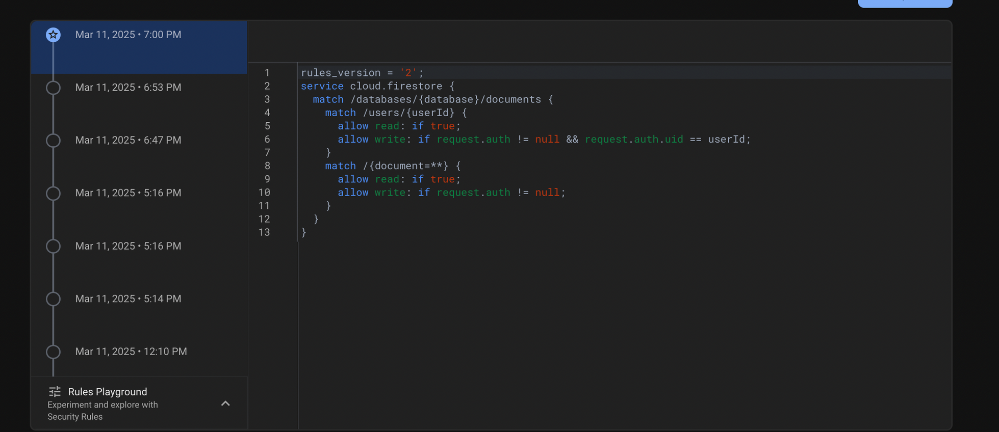 Mar 11, 2025 • 7:00 PM
Mar 11, 2025 • 6:53 PM
Mar 11, 2025 • 6:47 PM
Mar 11, 2025 • 5:16 PM
Mar 11, 2025 • 5:16 PM
Mar 11, 2025 • 5:14 PM
Mar 11, 2025 • 12:10 PM
Rules Playground
Experiment and explore with
Security Rules
1 rules_version = '2';
2 service cloud.firestore {
3   match /databases/{database}/documents {
4     match /users/{userId} {
5       allow read: if true;
6       allow write: if request.auth != null && request.auth.uid == userId;
7     }
8     match /{document=**} {
9       allow read: if true;
10       allow write: if request.auth != null;
11     }
12   }
13 }